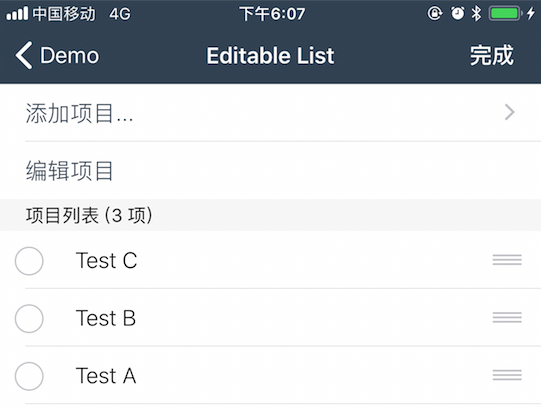 中国移动 4G 下午6:07
Demo Editable List 完成
添加项目...
编辑项目
项目列表 (3 项)
Test C
Test B
Test A